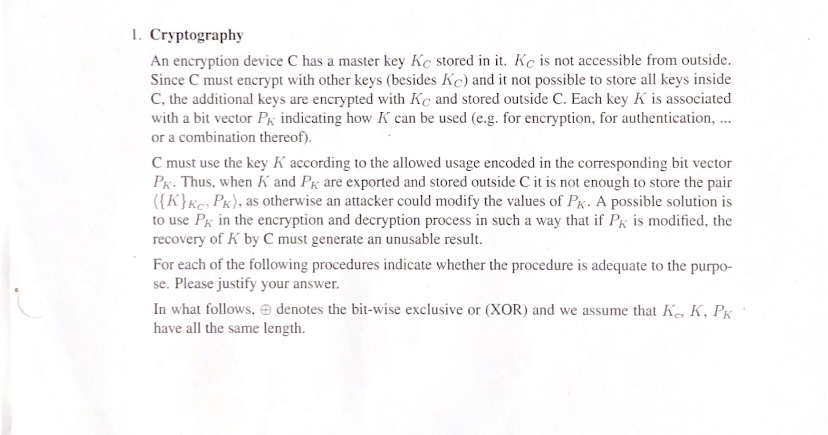 1. Cryptography
An encryption device C has a master key K_C stored in it. K_C is not accessible from outside.
Since C must encrypt with other keys (besides K_C) and it not possible to store all keys inside
C, the additional keys are encrypted with K_C and stored outside C. Each key K is associated
with a bit vector P_K indicating how K can be used (e.g. for encryption, for authentication, ...
or a combination thereof).
C must use the key K according to the allowed usage encoded in the corresponding bit vector
P_K. Thus, when K and P_K are exported and stored outside C it is not enough to store the pair
⟨{K}_{K_C}, P_K⟩, as otherwise an attacker could modify the values of P_K. A possible solution is
to use P_K in the encryption and decryption process in such a way that if P_K is modified, the
recovery of K by C must generate an unusable result.
For each of the following procedures indicate whether the procedure is adequate to the purpo-
se. Please justify your answer.
In what follows, ⊕ denotes the bit-wise exclusive or (XOR) and we assume that K_c, K, P_K
have all the same length.